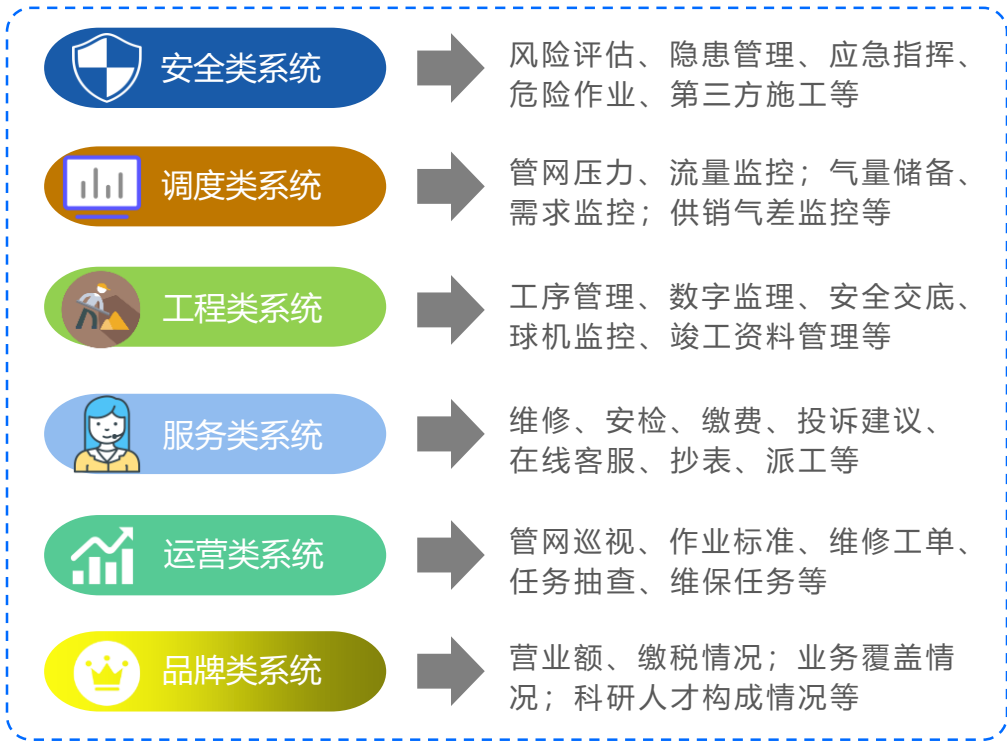 安全类系统
风险评估、隐患管理、应急指挥、
危险作业、第三方施工等
调度类系统
管网压力、流量监控；气量储备、
需求监控；供销气差监控等
工程类系统
工序管理、数字监理、安全交底、
球机监控、竣工资料管理等
服务类系统
维修、安检、缴费、投诉建议、
在线客服、抄表、派工等
运营类系统
管网巡视、作业标准、维修工单、
任务抽查、维保任务等
品牌类系统
营业额、缴税情况；业务覆盖情
况；科研人才构成情况等